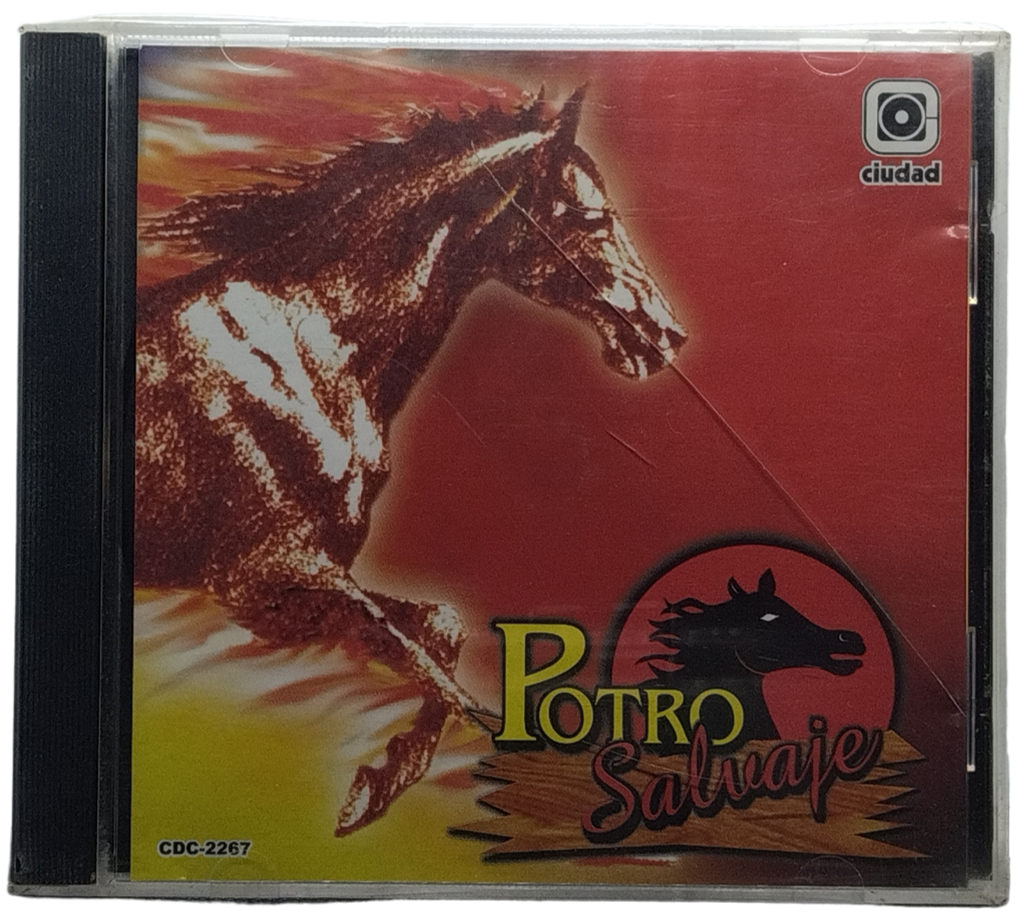 ciudad
POTRO
Salvaje
CDC-2267